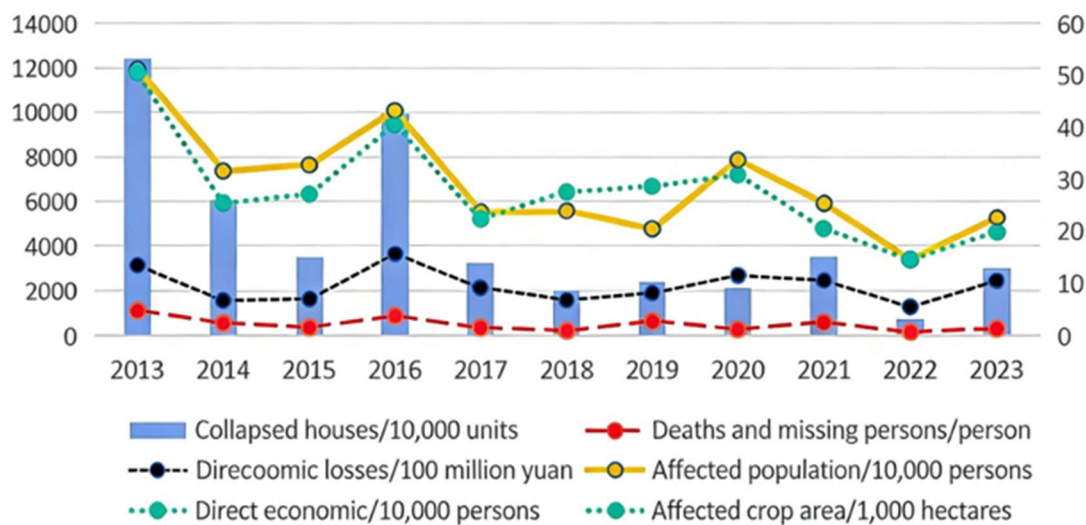 14000 60
12000 50
10000 40
8000 30
6000 20
4000 10
2000 0
0
2013 2014 2015 2016 2017 2018 2019 2020 2021 2022 2023
Collapsed houses/10,000 units Deaths and missing persons/person
Direcoomic losses/100 million yuan Affected population/10,000 persons
Direct economic/10,000 persons Affected crop area/1,000 hectares